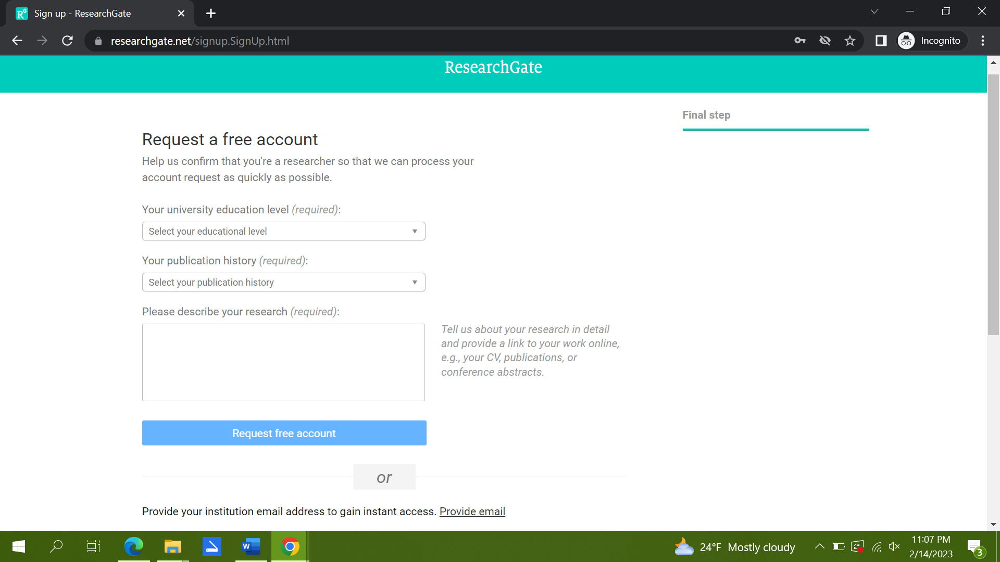 Sign up - ResearchGate
researchgate.net/signup.SignUp.html
Incognito
ResearchGate
Final step
Request a free account
Help us confirm that you're a researcher so that we can process your
account request as quickly as possible.
Your university education level (required):
Select your educational level
Your publication history (required):
Select your publication history
Please describe your research (required):
Tell us about your research in detail
and provide a link to your work online,
e.g., your CV, publications, or
conference abstracts.
Request free account
or
Provide your institution email address to gain instant access. Provide email
24°F Mostly cloudy
11:07 PM
2/14/2023
3